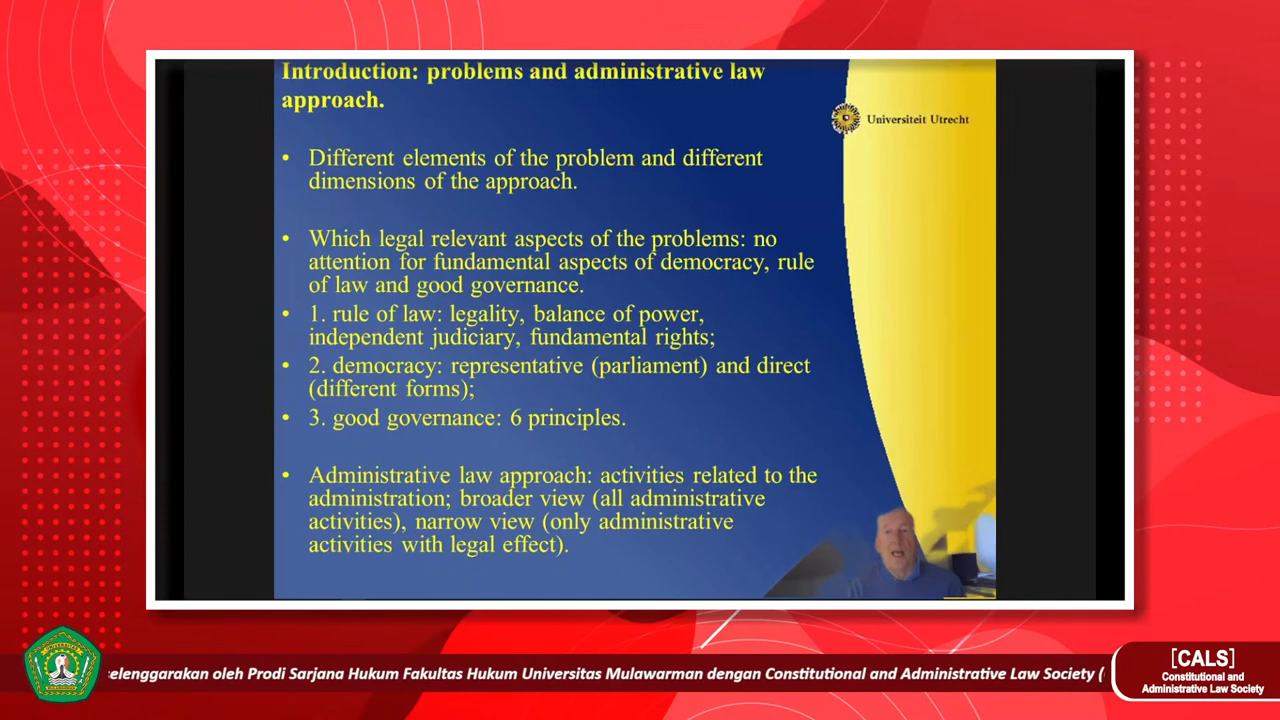 Introduction: problems and administrative law
approach.
Universiteit Utrecht
• Different elements of the problem and different
dimensions of the approach.
• Which legal relevant aspects of the problems: no
attention for fundamental aspects of democracy, rule
of law and good governance.
• 1. rule of law: legality, balance of power,
independent judiciary, fundamental rights;
• 2. democracy: representative (parliament) and direct
(different forms);
• 3. good governance: 6 principles.
• Administrative law approach: activities related to the
administration; broader view (all administrative
activities), narrow view (only administrative
activities with legal effect).
UNIVERSITAS
MULAWARMAN
elenggarakan oleh Prodi Sarjana Hukum Fakultas Hukum Universitas Mulawarman dengan Constitutional and Administrative Law Society (
[CALS]
Constitutional and
Administrative Law Society